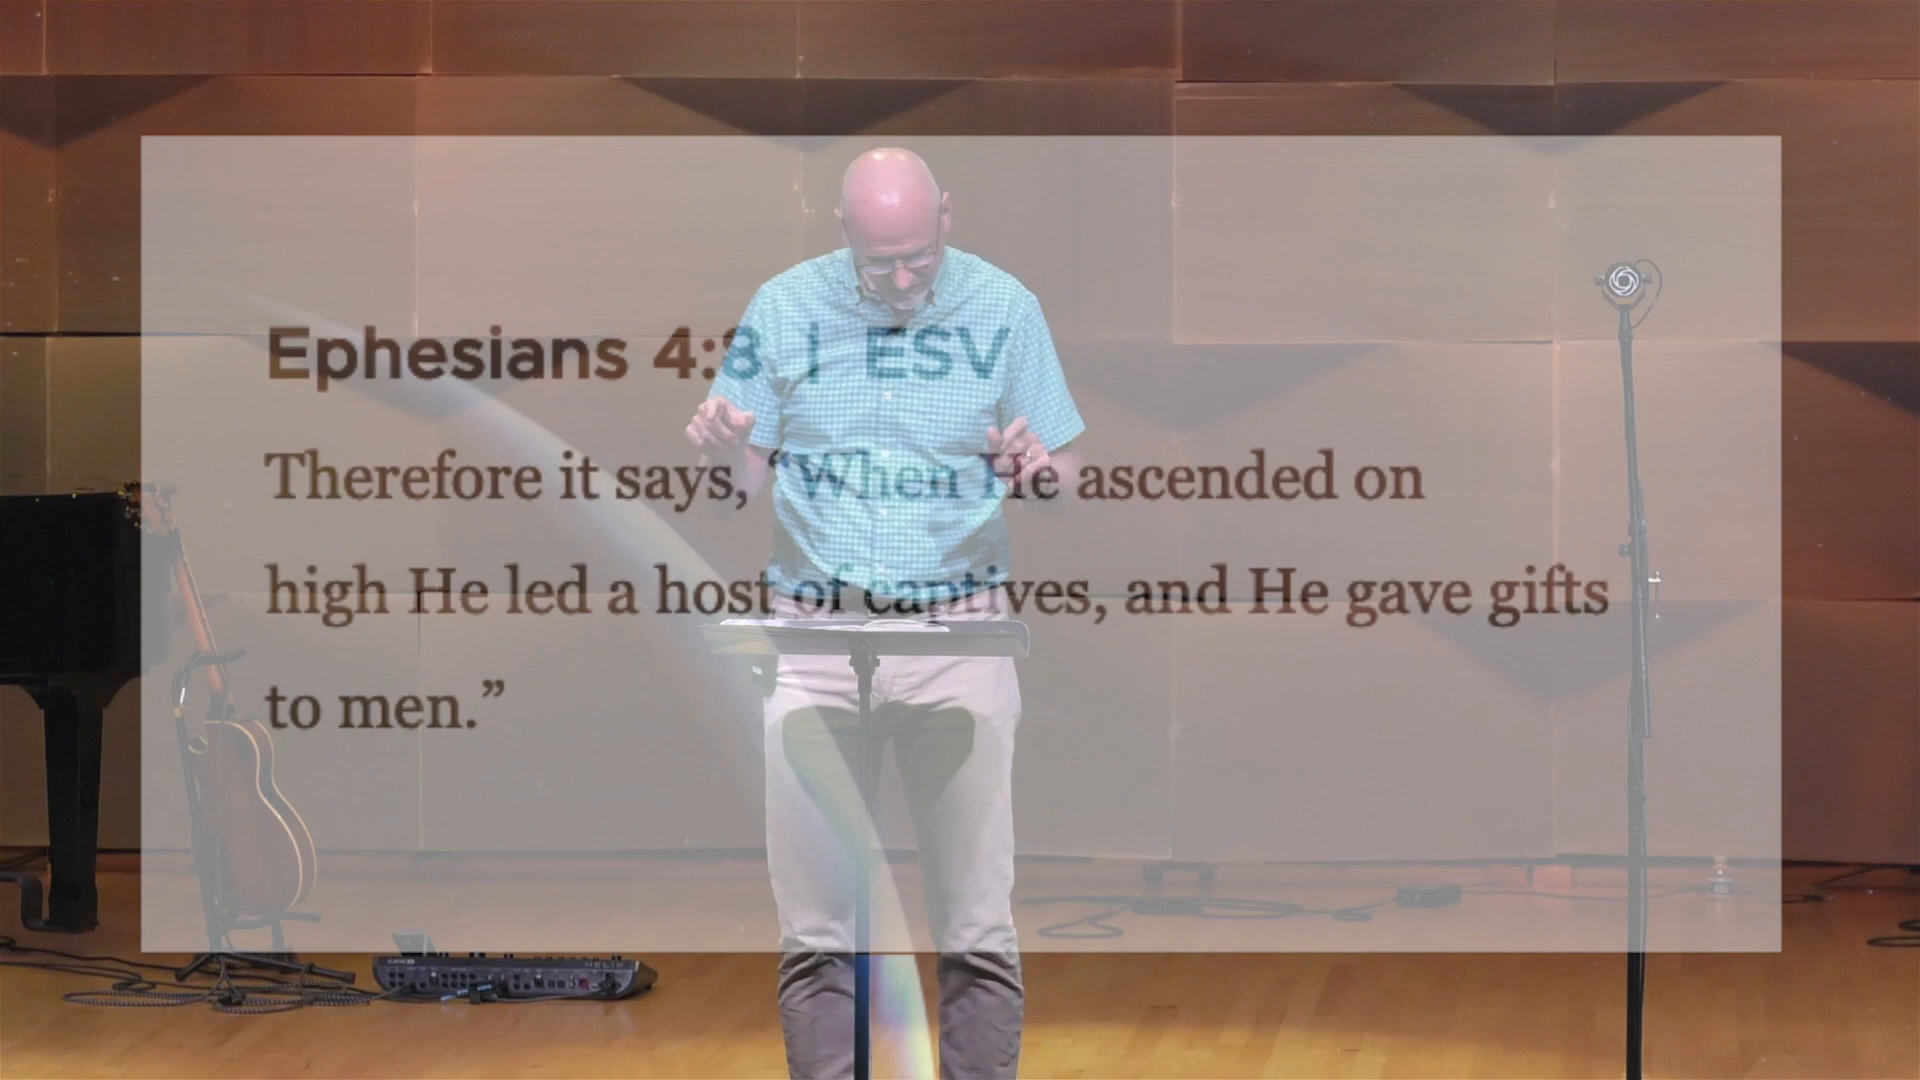 Ephesians 4:8 | ESV
Therefore it says, “When He ascended on
high He led a host of captives, and He gave gifts
to men.”
HELIX